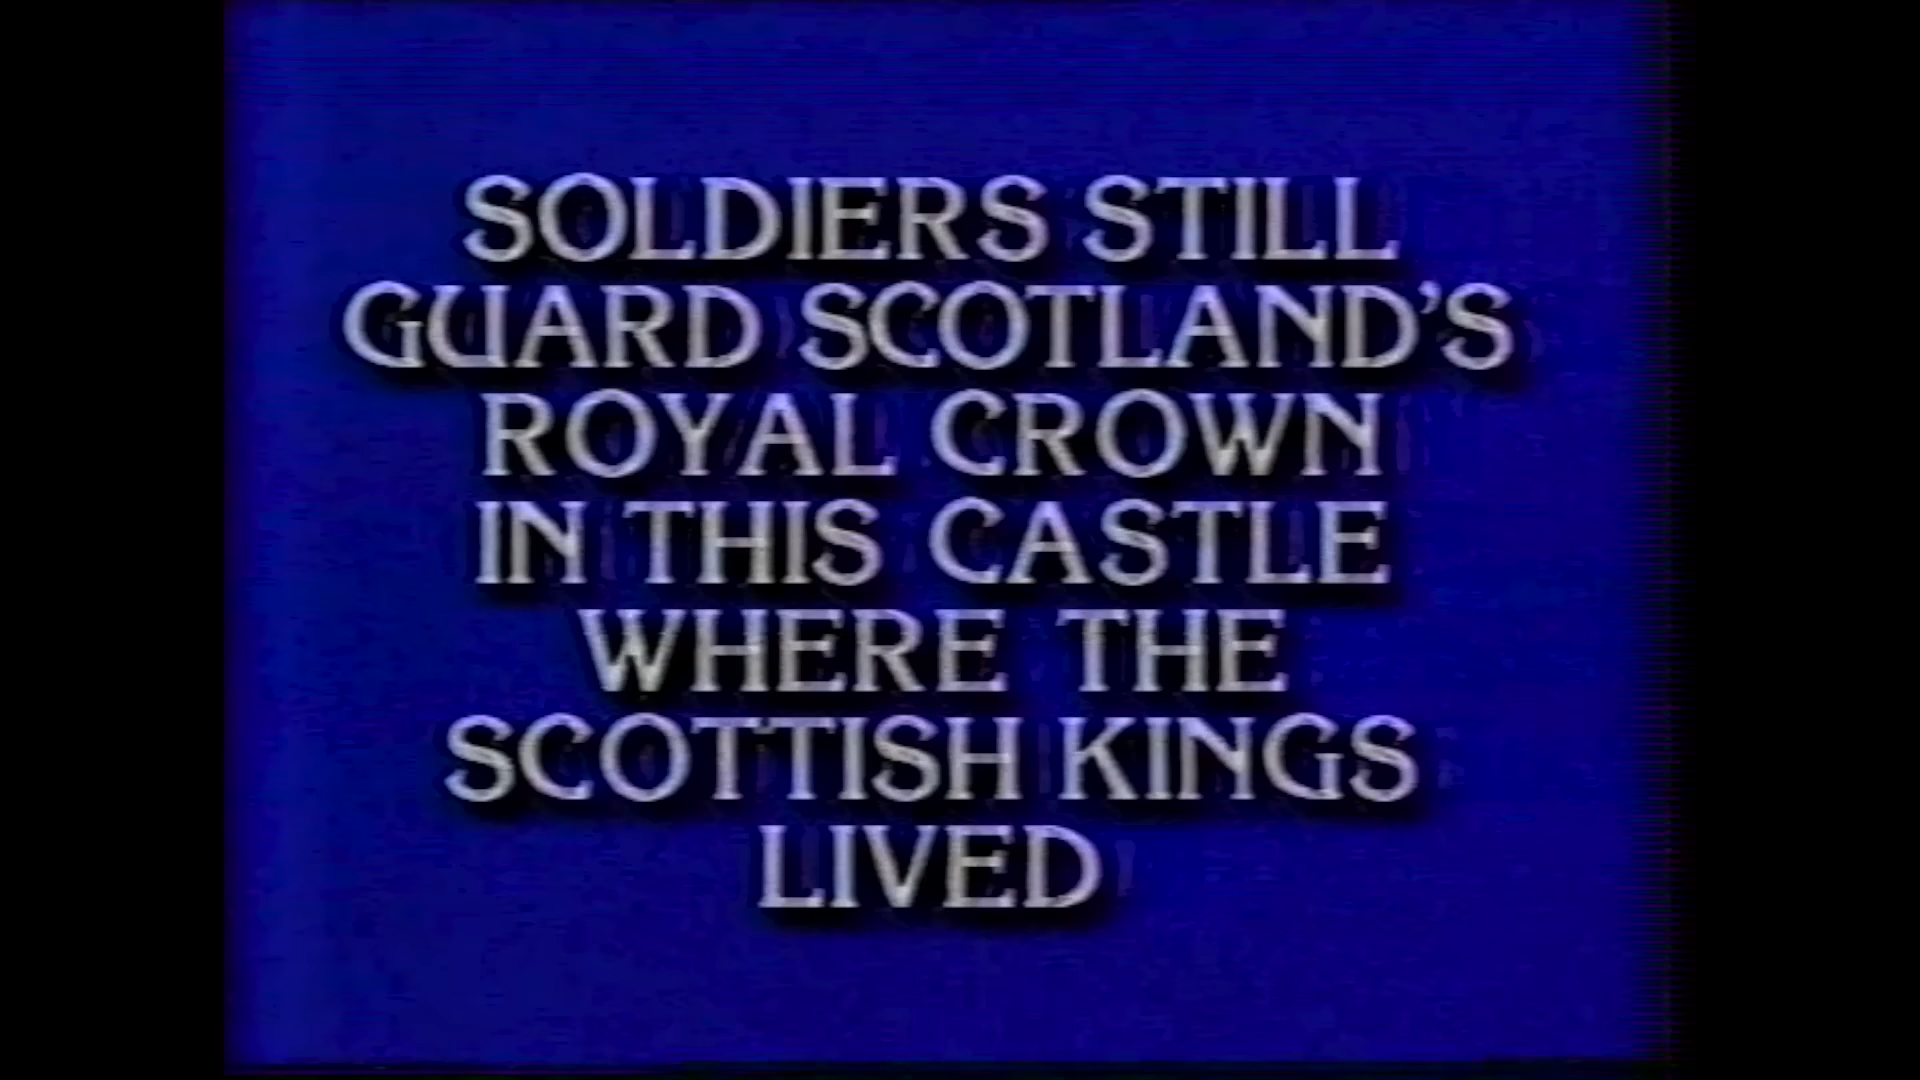 SOLDIERS STILL
GUARD SCOTLAND'S
ROYAL CROWN
IN THIS CASTLE
WHERE THE
SCOTTISH KINGS
LIVED